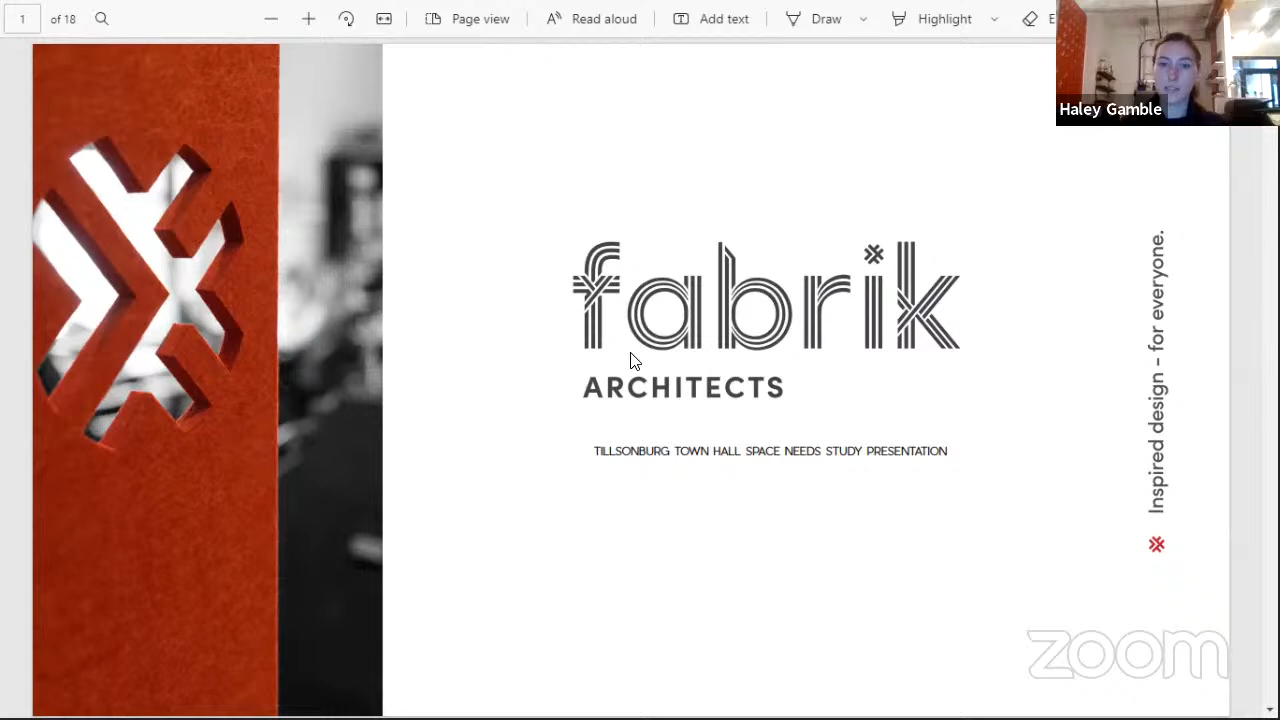 1 of 18
Page view
Read aloud
Add text
Draw
Highlight
E
Haley Gamble
fabrik
ARCHITECTS
TILLSONBURG TOWN HALL SPACE NEEDS STUDY PRESENTATION
Inspired design - for everyone.
zoom